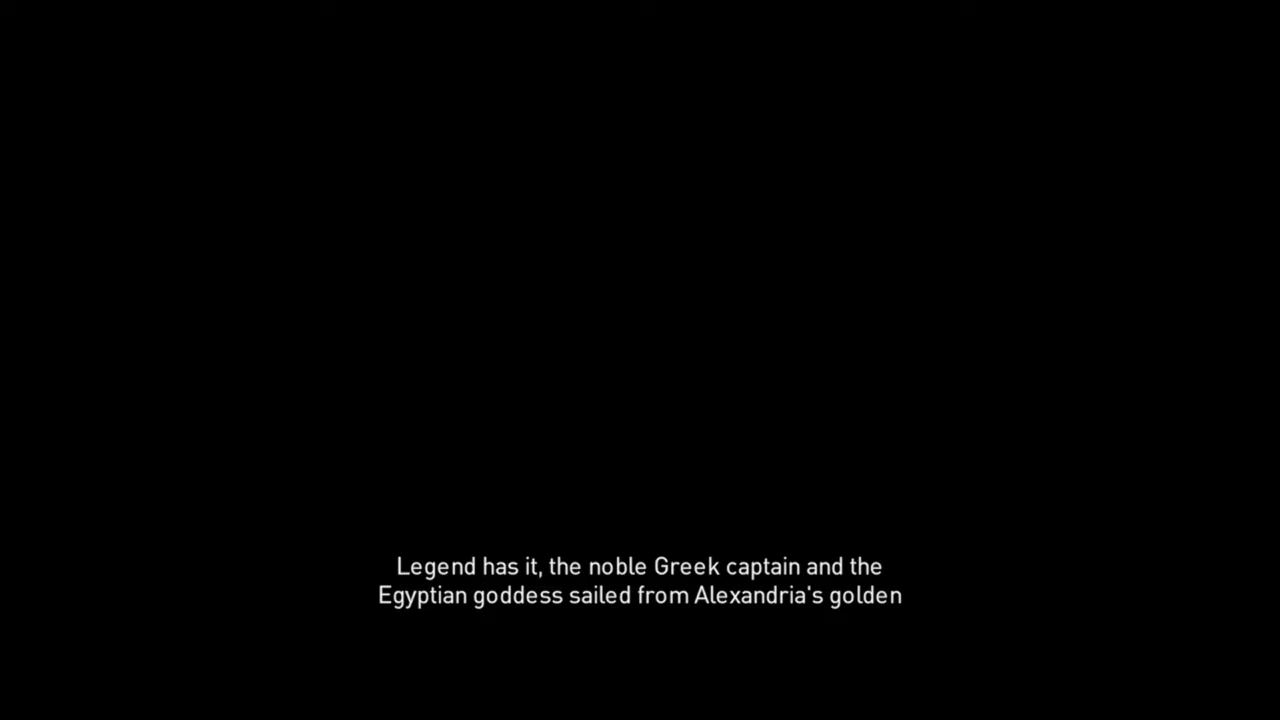 Legend has it, the noble Greek captain and the
Egyptian goddess sailed from Alexandria's golden